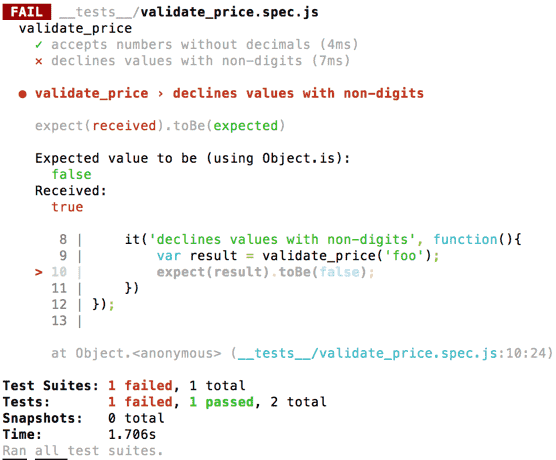 FAIL __tests__/validate_price.spec.js
validate_price
✓ accepts numbers without decimals (4ms)
✕ declines values with non-digits (7ms)
● validate_price › declines values with non-digits
expect(received).toBe(expected)
Expected value to be (using Object.is):
false
Received:
true
8 | it('declines values with non-digits', function(){
9 | var result = validate_price('foo');
> 10 | expect(result).toBe(false);
11 | })
12 | });
13 |
at Object.<anonymous> (__tests__/validate_price.spec.js:10:24)
Test Suites: 1 failed, 1 total
Tests: 1 failed, 1 passed, 2 total
Snapshots: 0 total
Time: 1.706s
Ran all test suites.